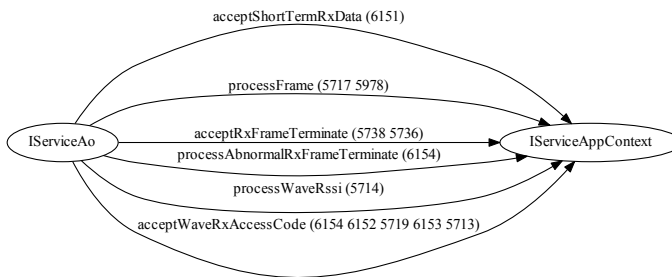 acceptShortTermRxData (6151)
processFrame (5717 5978)
IServiceAo
acceptRxFrameTerminate (5738 5736)
IServiceAppContext
processAbnormalRxFrameTerminate (6154)
processWaveRssi (5714)
acceptWaveRxAccessCode (6154 6152 5719 6153 5713)